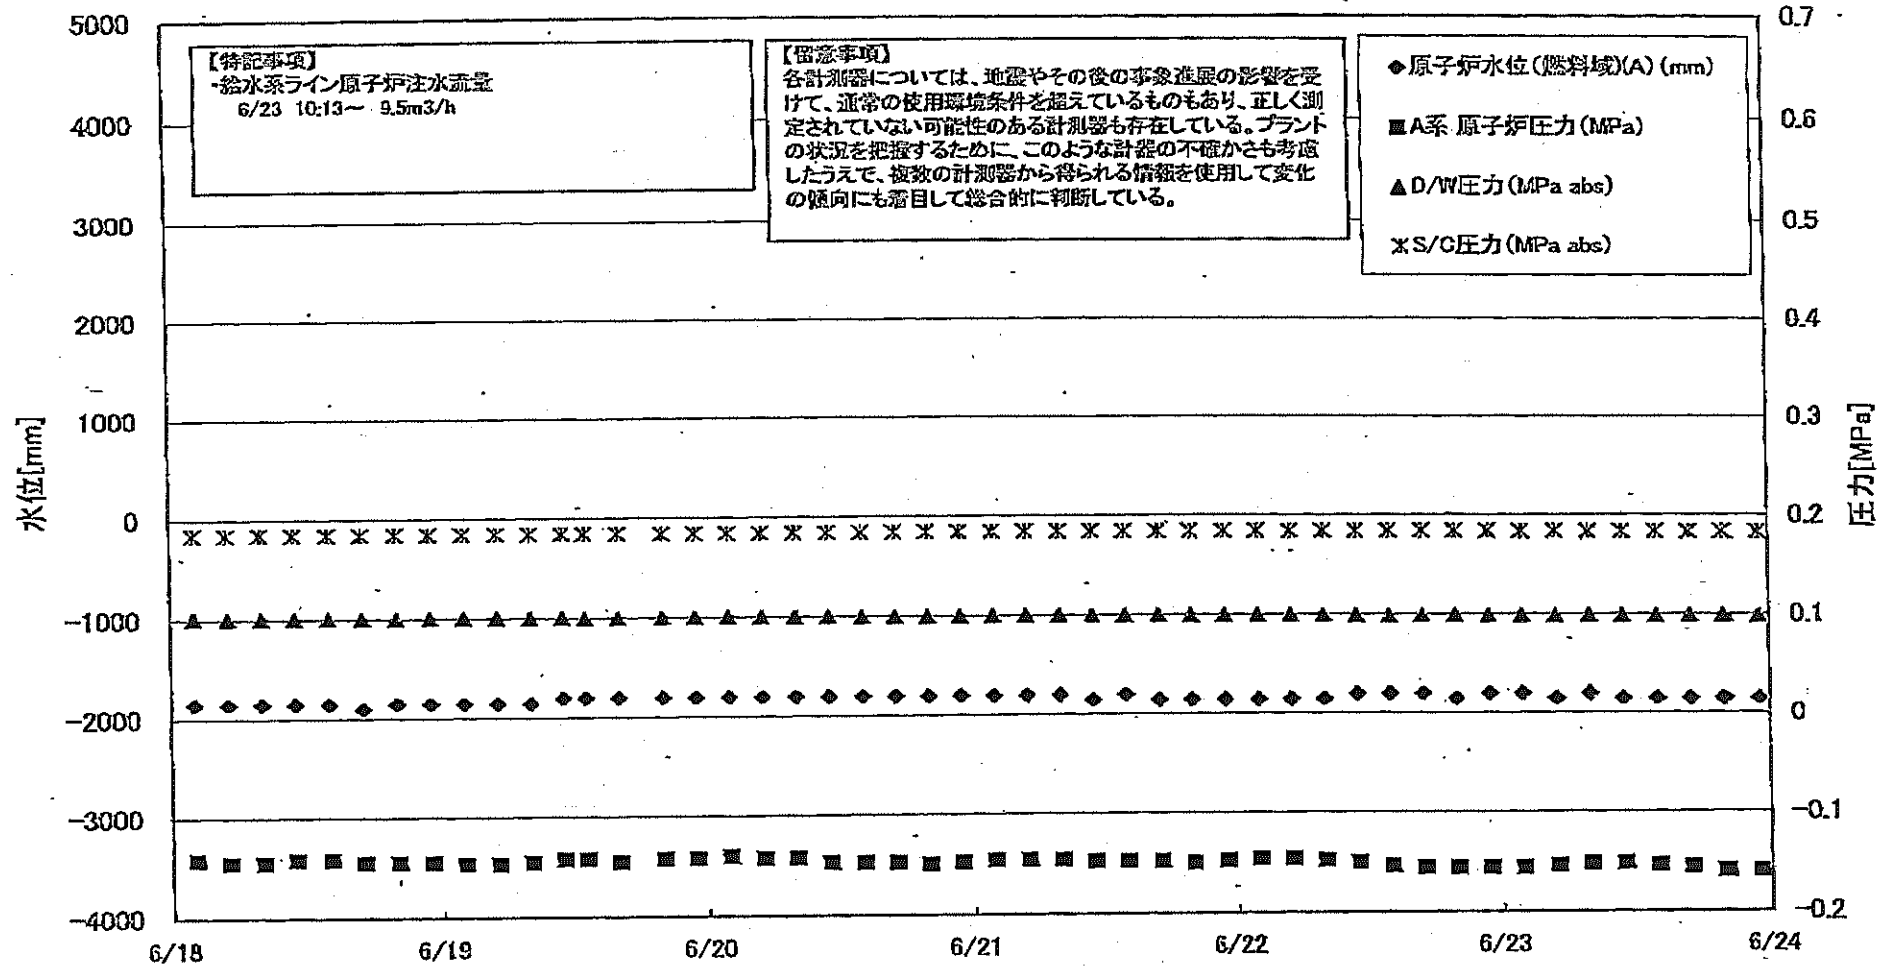 5000
4000
3000
2000
1000
0
-1000
-2000
-3000
-4000
水位[mm]
【特記事項】
・給水系ライン原子炉注水流量
6/23 10:13〜 9.5m3/h
【留意事項】
各計測器については、地震やその後の事象進展の影響を受
けて、通常の使用環境条件を超えているものもあり、正しく測
定されていない可能性のある計測器も存在している。プラント
の状況を把握するために、このような計器の不確かさも考慮
したうえで、複数の計測器から得られる情報を使用して変化
の傾向にも着目して総合的に判断している。
◆原子炉水位(燃料域)(A)(mm)
■A系 原子炉圧力(MPa)
▲D/W圧力(MPa abs)
S/C圧力(MPa abs)
0.7
0.6
0.5
0.4
0.3
0.2
0.1
0
-0.1
-0.2
圧力[MPa]
6/18
6/19
6/20
6/21
6/22
6/23
6/24